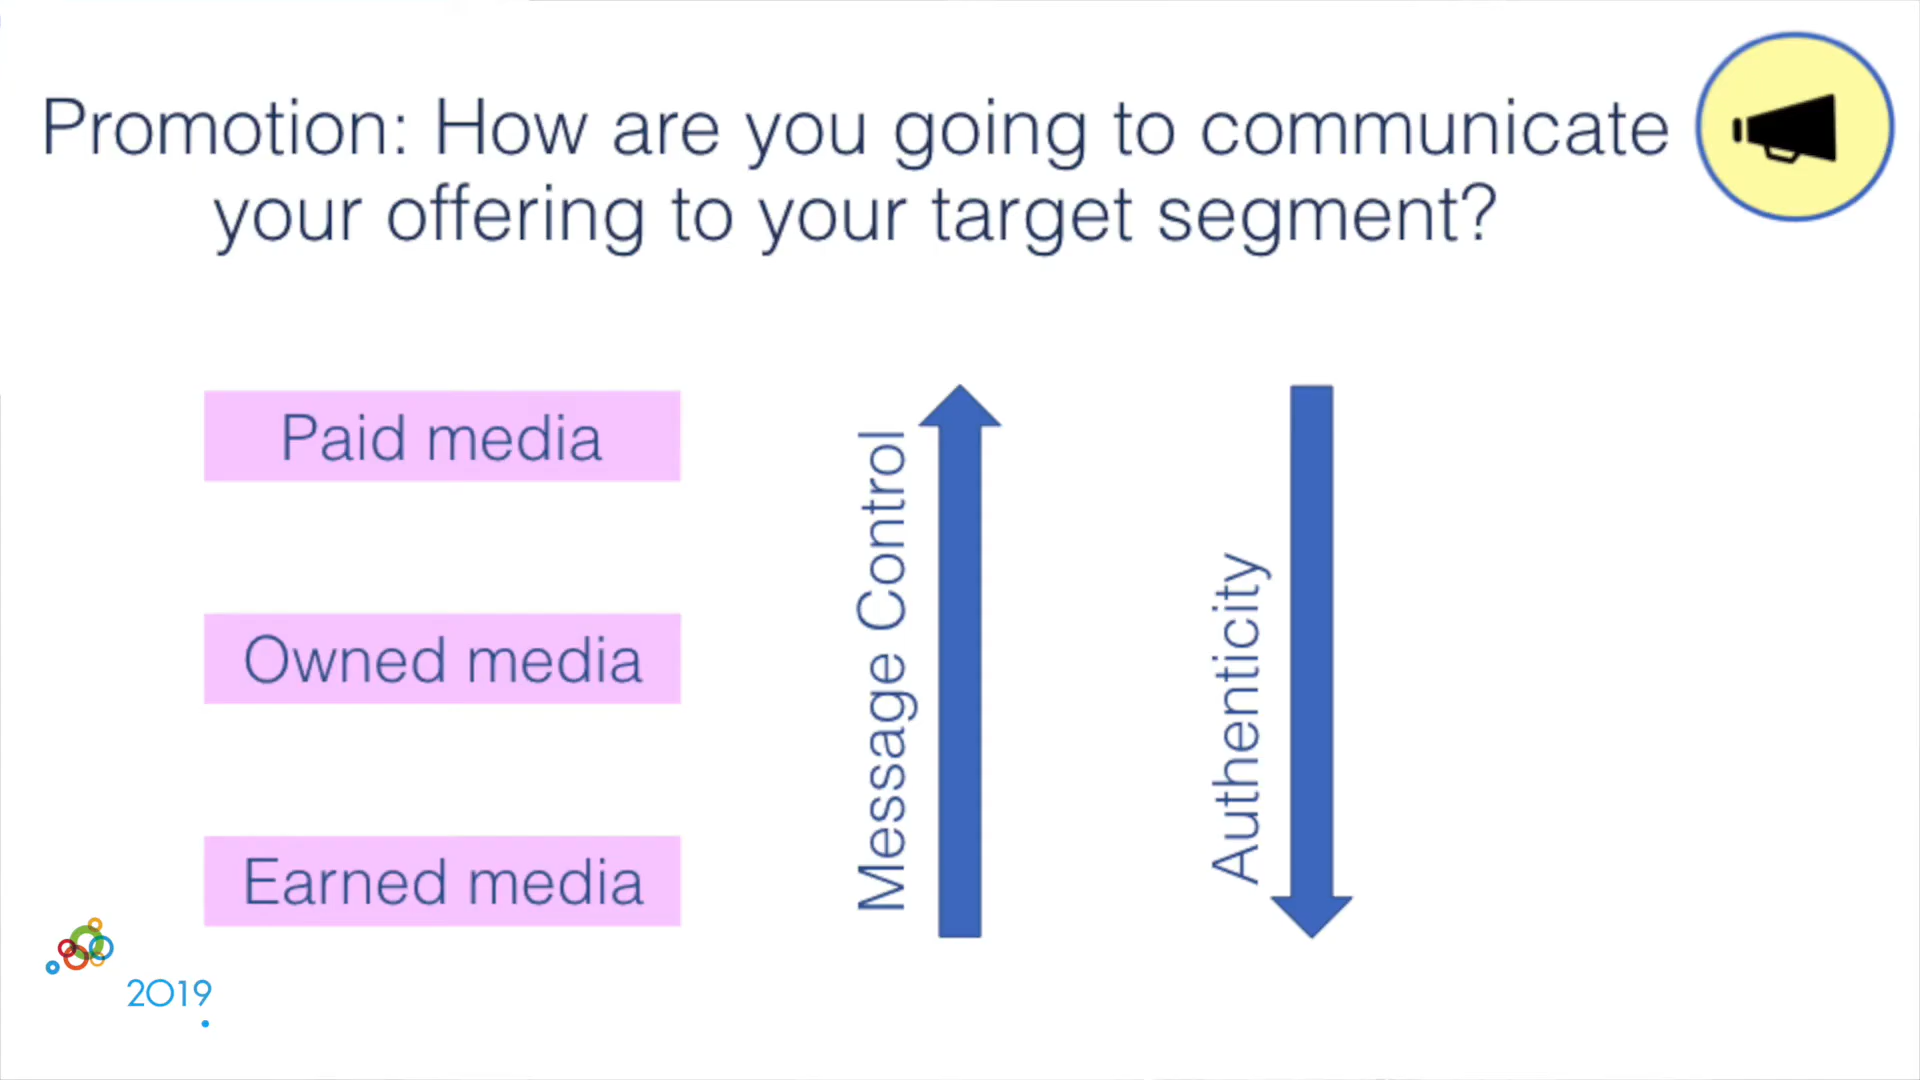 Promotion: How are you going to communicate
your offering to your target segment?
Paid media
Owned media
Earned media
Message Control
Authenticity
2019